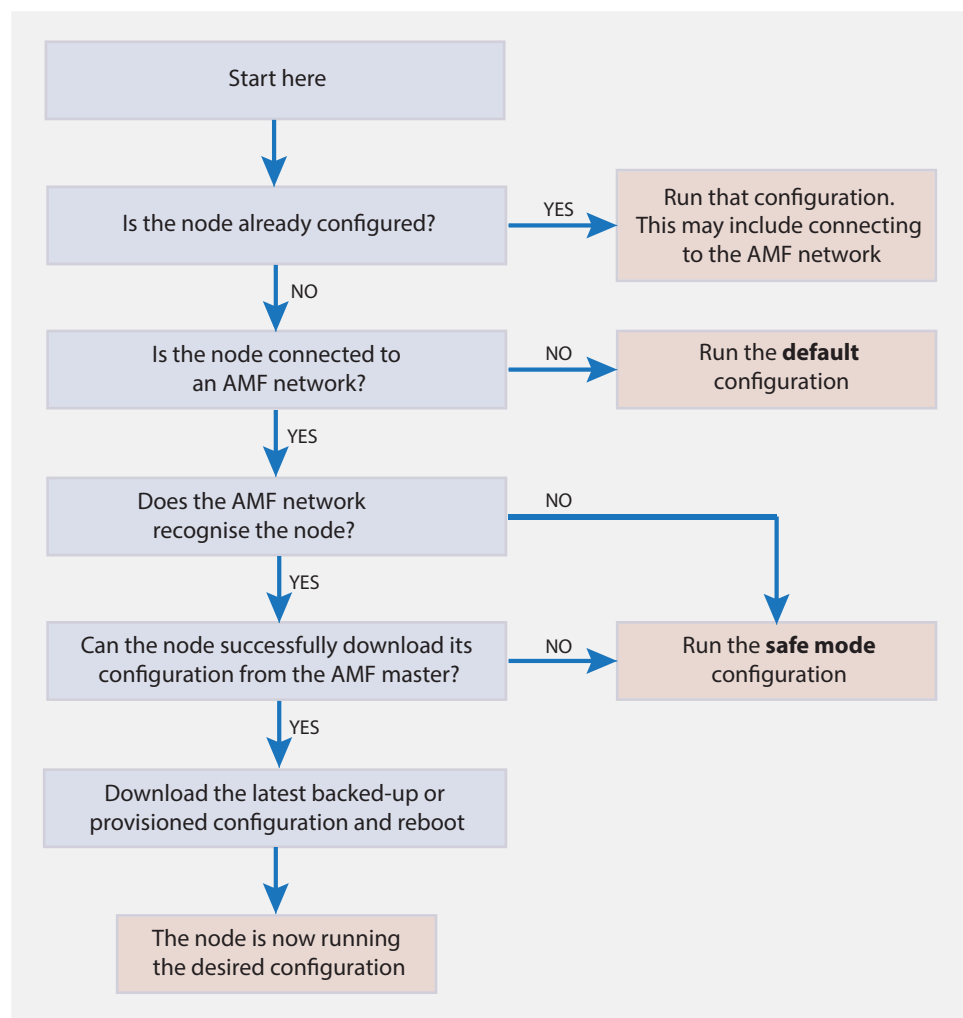 Start here
Is the node already configured?
YES
Run that configuration.
This may include connecting
to the AMF network
NO
Is the node connected to
an AMF network?
NO
Run the default
configuration
YES
Does the AMF network
recognise the node?
NO
YES
Can the node successfully download its
configuration from the AMF master?
NO
Run the safe mode
configuration
YES
Download the latest backed-up or
provisioned configuration and reboot
The node is now running
the desired configuration